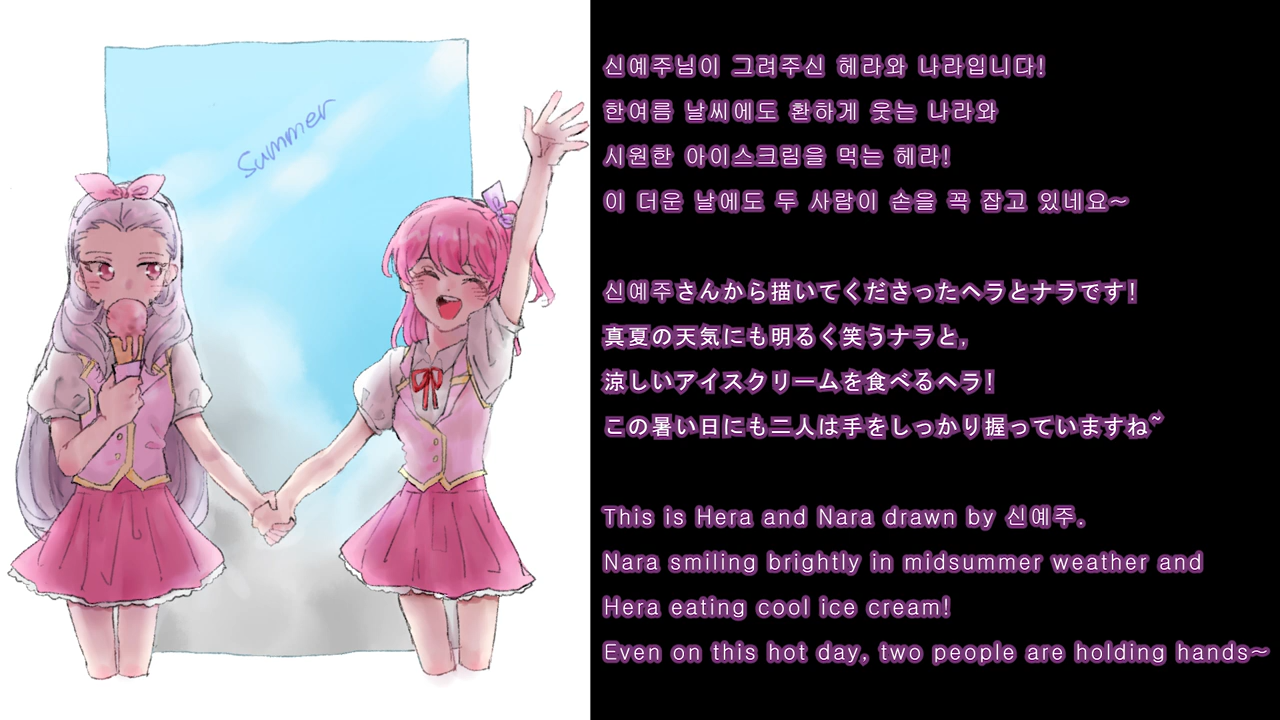 Summer
신예주님이 그려주신 헤라와 나라입니다!
한여름 날씨에도 환하게 웃는 나라와
시원한 아이스크림을 먹는 헤라!
이 더운 날에도 두 사람이 손을 꼭 잡고 있네요~
신예주さんから描いてくださったヘラとナラです!
真夏の天気にも明るく笑うナラと,
涼しいアイスクリームを食べるヘラ!
この暑い日にも二人は手をしっかり握っていますね~
This is Hera and Nara drawn by 신예주.
Nara smiling brightly in midsummer weather and
Hera eating cool ice cream!
Even on this hot day, two people are holding hands~